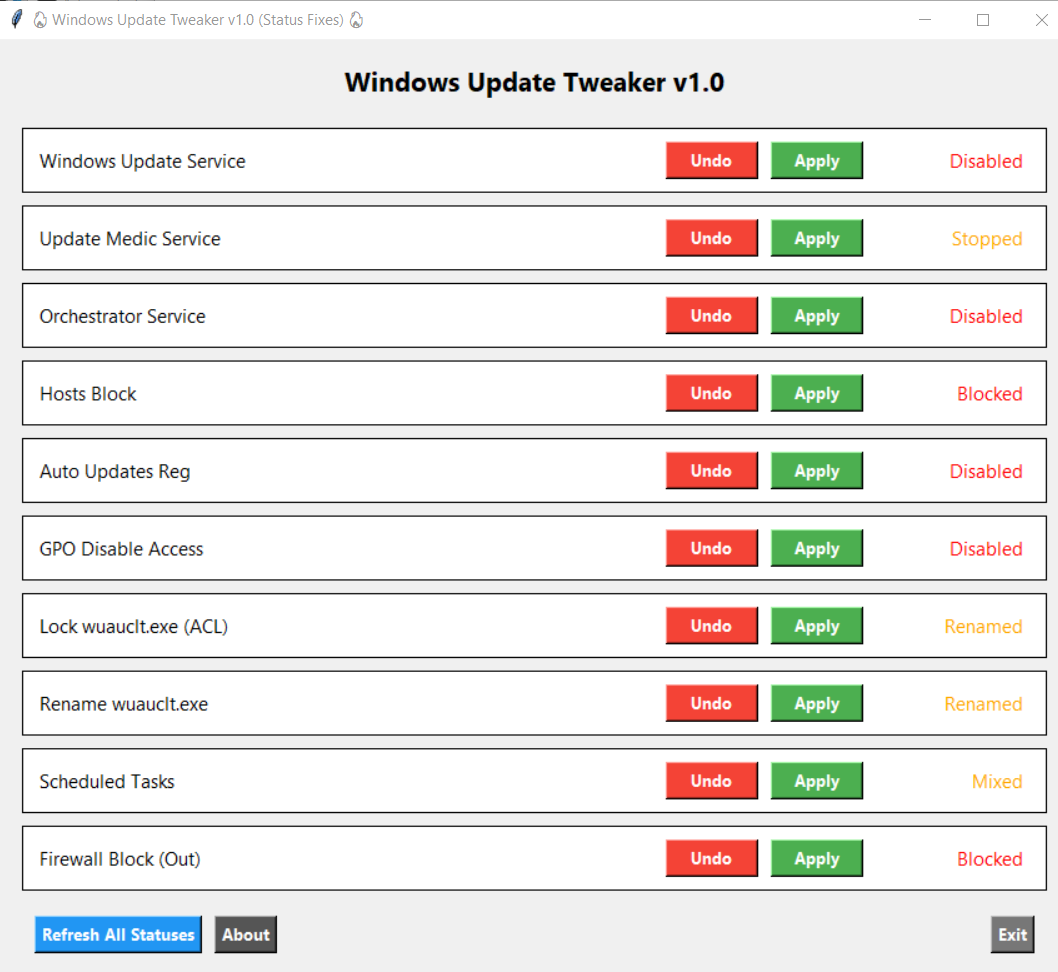 Windows Update Tweaker v1.0 (Status Fixes)
Windows Update Tweaker v1.0
Windows Update Service Undo Apply Disabled
Update Medic Service Undo Apply Stopped
Orchestrator Service Undo Apply Disabled
Hosts Block Undo Apply Blocked
Auto Updates Reg Undo Apply Disabled
GPO Disable Access Undo Apply Disabled
Lock wuauclt.exe (ACL) Undo Apply Renamed
Rename wuauclt.exe Undo Apply Renamed
Scheduled Tasks Undo Apply Mixed
Firewall Block (Out) Undo Apply Blocked
Refresh All Statuses About Exit